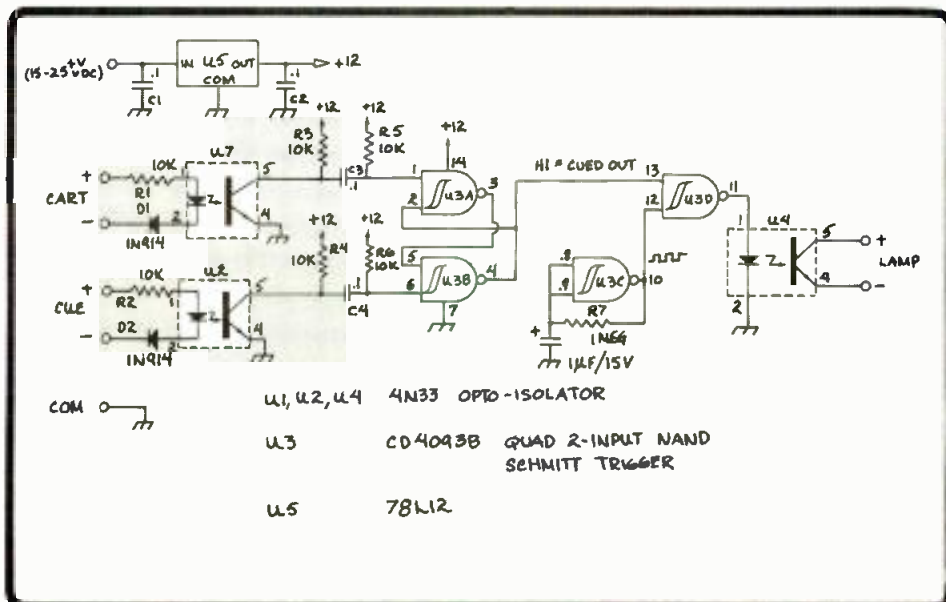 +V
(15-25 VDC)
.1
C1
IN U5 OUT
COM
.1
C2
+12
+12
+12
R3
10K
R5
10K
+12
10K
U7
5
C3
.1
1
14
U3A
3
2
HI = CUED OUT
13
12
U3D
11
+
CART
-
R1
D1
1N914
1
2
4
+12
R4
10K
+12
R6
10K
5
6
U3B
4
7
.8
.9
U3C
10
R7
1MEG
+
1µF/15V
1
U4
5
4
2
+
LAMP
-
10K
U2
5
C4
.1
+
CUE
-
R2
D2
1N914
1
2
4
COM
U1, U2, U4 4N33 OPTO-ISOLATOR
U3 CD4093B QUAD 2-INPUT NAND
SCHMITT TRIGGER
U5 78L12